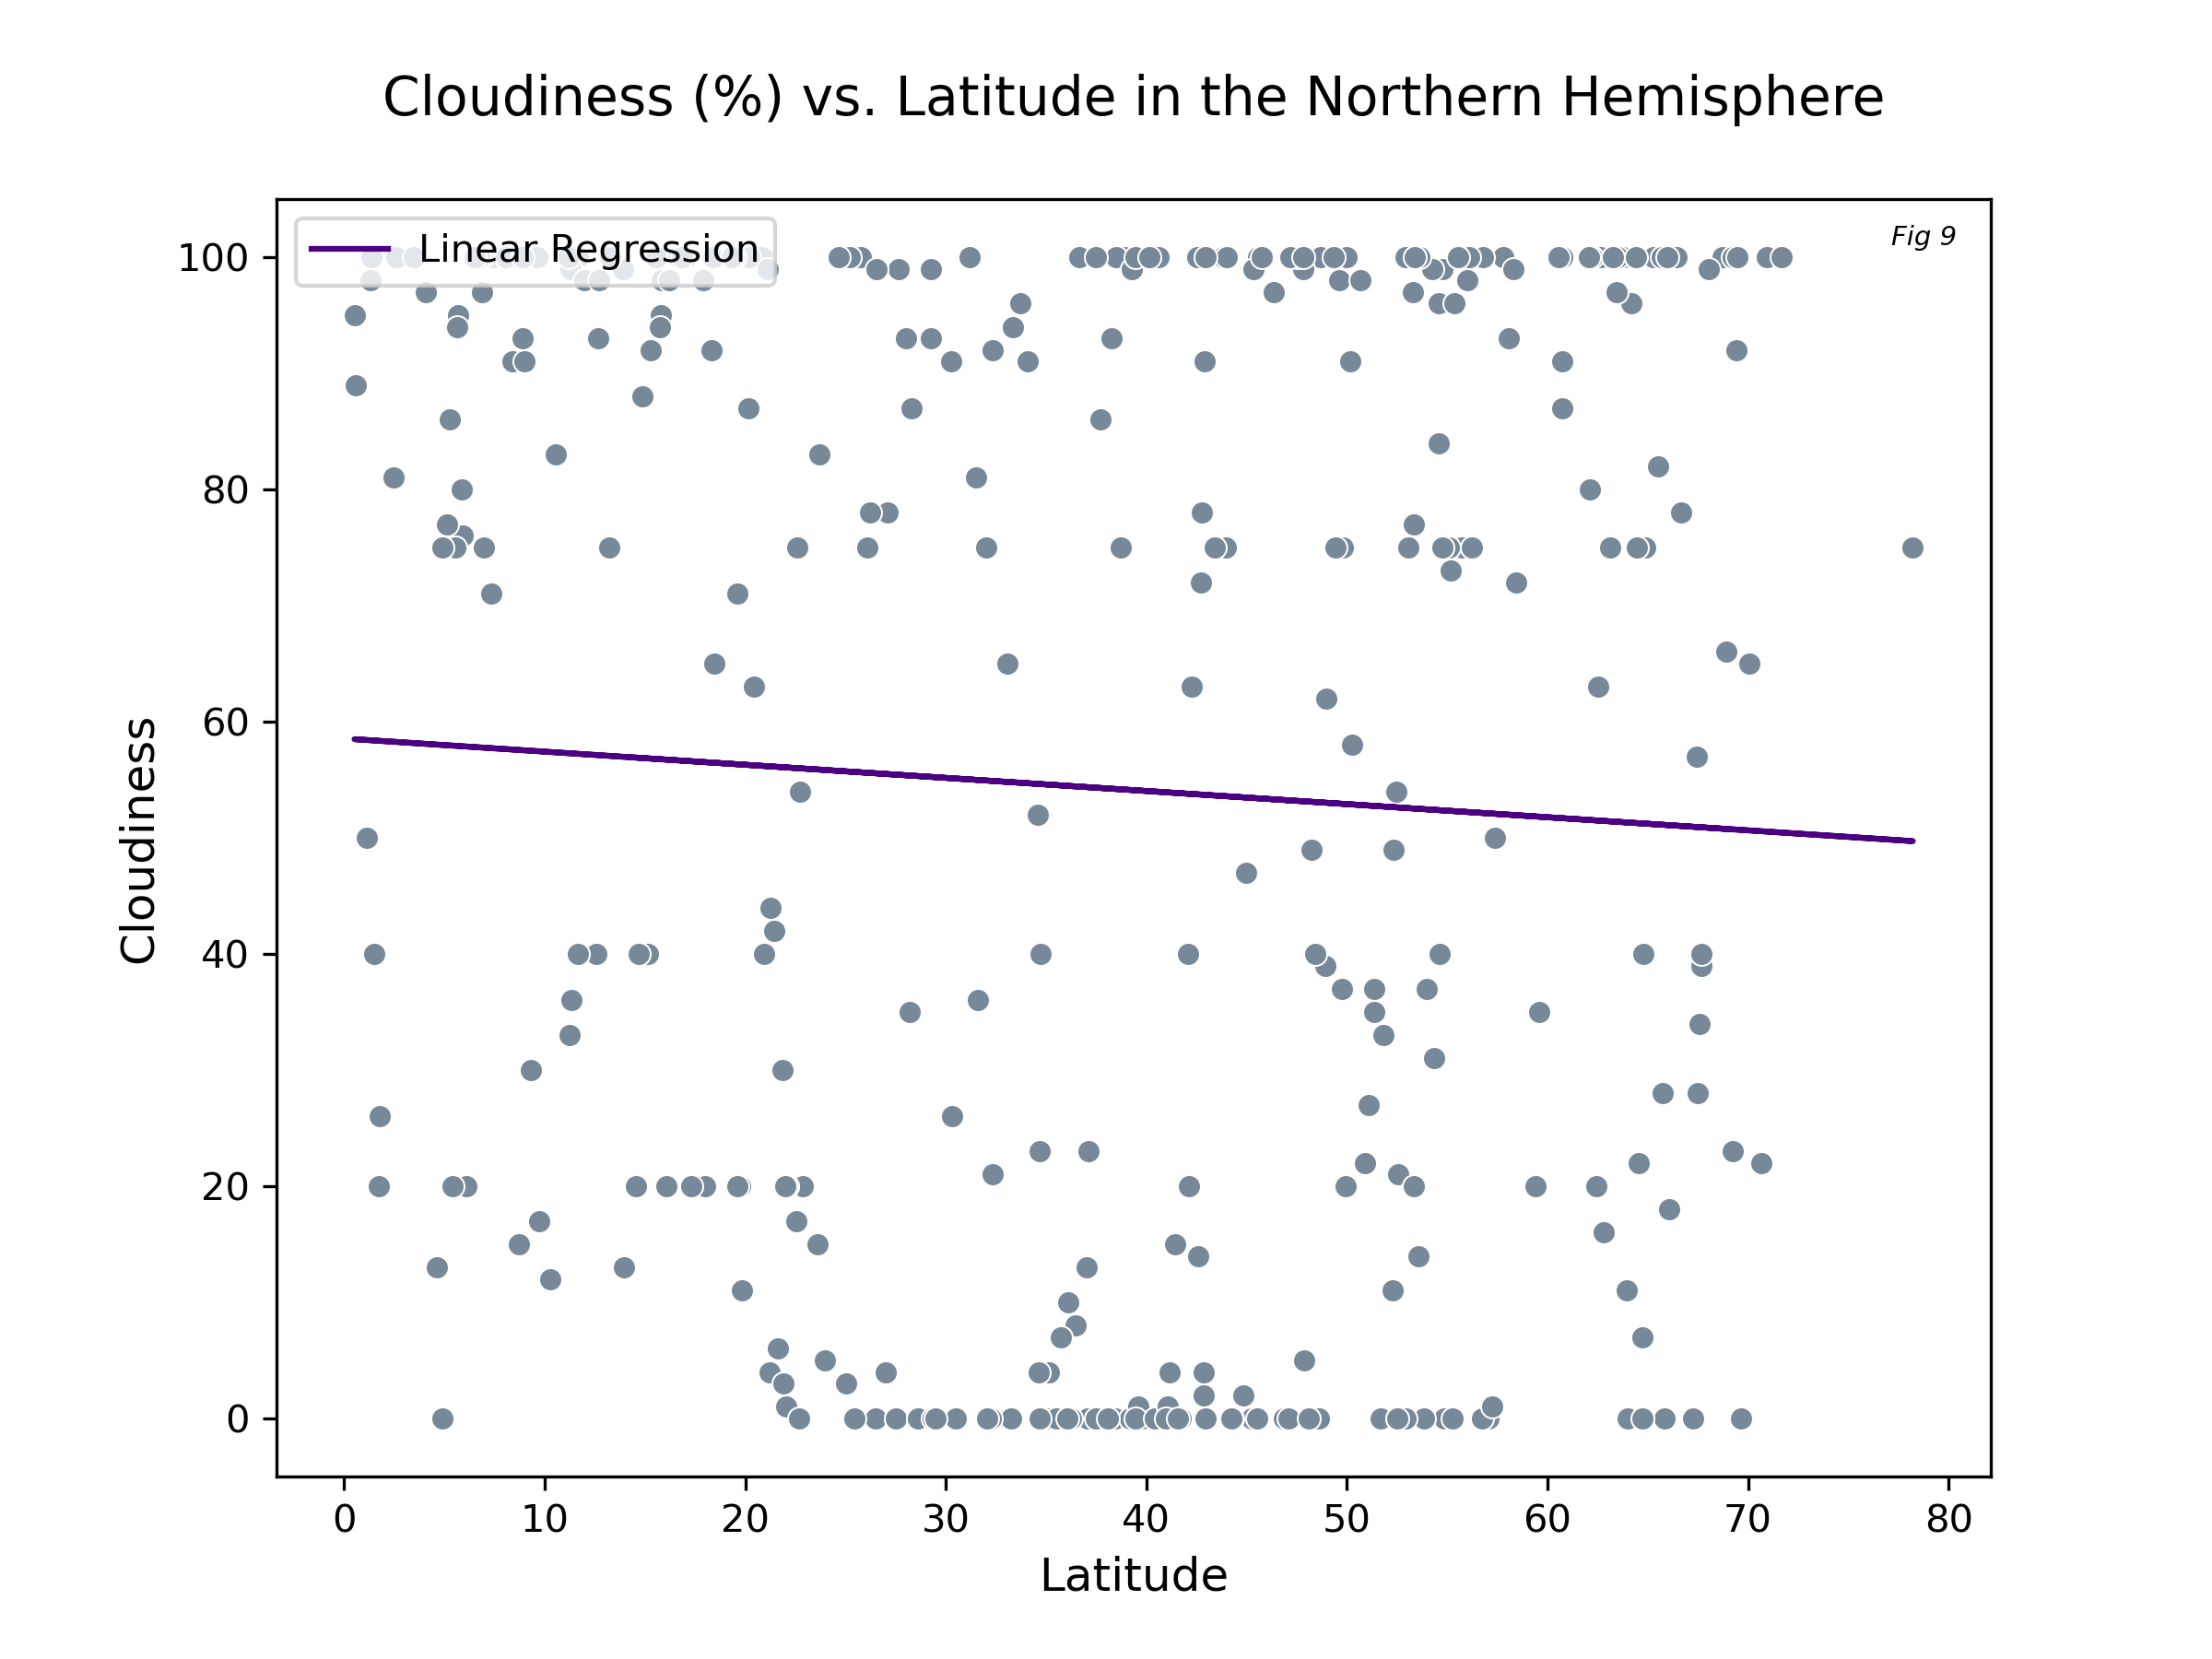 Cloudiness (%) vs. Latitude in the Northern Hemisphere
Linear Regression
Fig 9
100
80
60
40
20
0
Cloudiness
0 10 20 30 40 50 60 70 80
Latitude